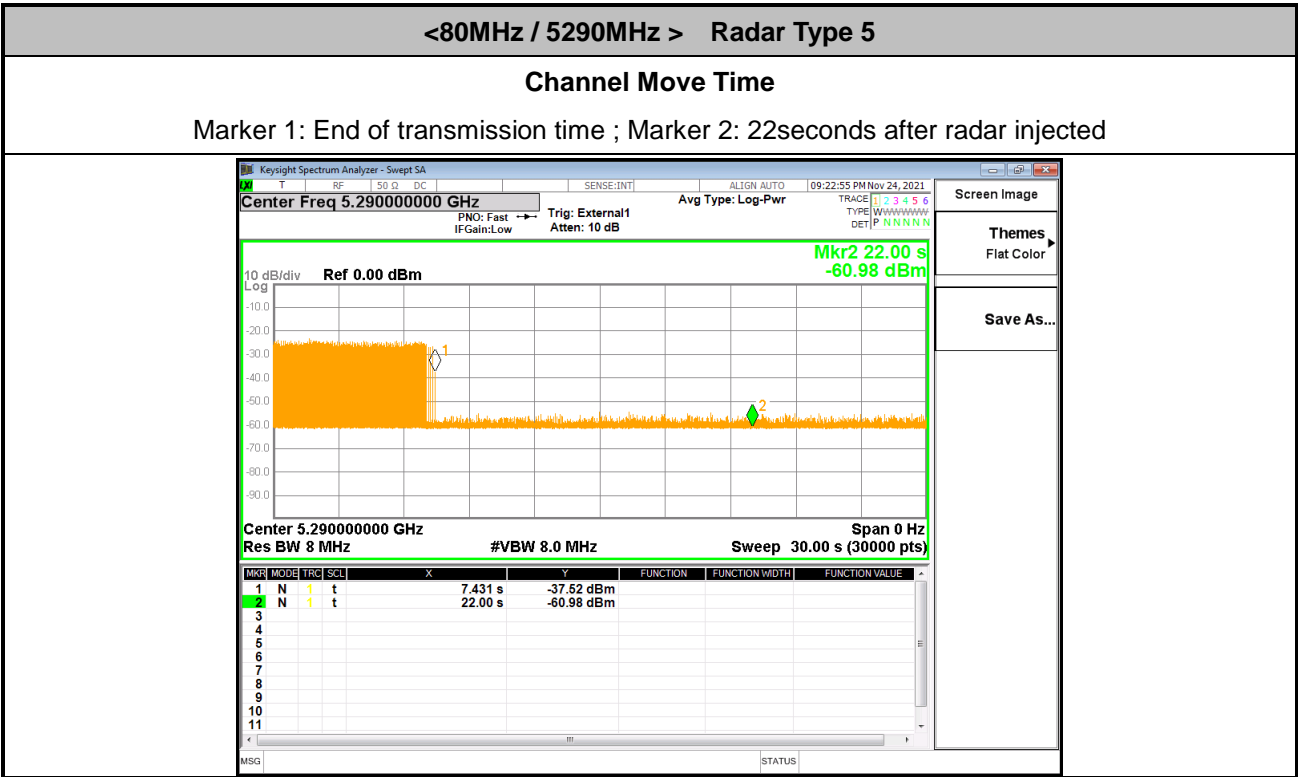 <80MHz / 5290MHz > Radar Type 5
Channel Move Time
Marker 1: End of transmission time ; Marker 2: 22seconds after radar injected
Keysight Spectrum Analyzer - Swept SA
LXI T RF 50 Ω DC SENSE:INT ALIGN AUTO 09:22:55 PM Nov 24, 2021
Center Freq 5.290000000 GHz
PNO: Fast
IFGain:Low
Trig: External1
Atten: 10 dB
Avg Type: Log-Pwr
TRACE 1 2 3 4 5 6
TYPE WWWWWW
DET P N N N N N
Screen Image
Themes
Flat Color
Save As...
Mkr2 22.00 s
-60.98 dBm
10 dB/div Ref 0.00 dBm
Log
-10.0
-20.0
-30.0
-40.0
-50.0
-60.0
-70.0
-80.0
-90.0
1
2
Center 5.290000000 GHz Span 0 Hz
Res BW 8 MHz #VBW 8.0 MHz Sweep 30.00 s (30000 pts)
MKR MODE TRC SCL X Y FUNCTION FUNCTION WIDTH FUNCTION VALUE
1 N 1 t 7.431 s -37.52 dBm
2 N 1 t 22.00 s -60.98 dBm
3
4
5
6
7
8
9
10
11
MSG STATUS